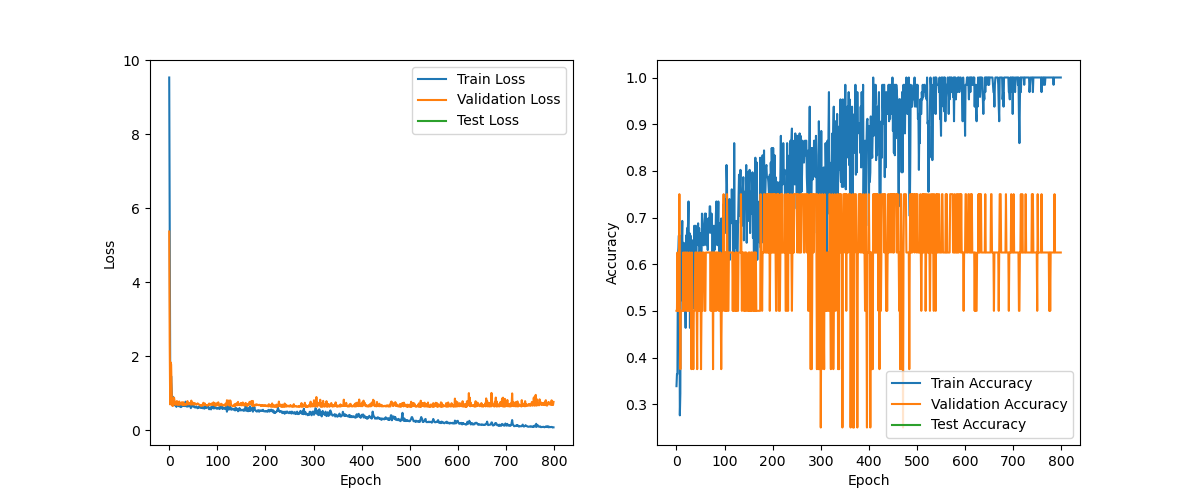 10
8
6
4
2
0
Loss
0 100 200 300 400 500 600 700 800
Epoch
Train Loss
Validation Loss
Test Loss
1.0
0.9
0.8
0.7
0.6
0.5
0.4
0.3
Accuracy
0 100 200 300 400 500 600 700 800
Epoch
Train Accuracy
Validation Accuracy
Test Accuracy